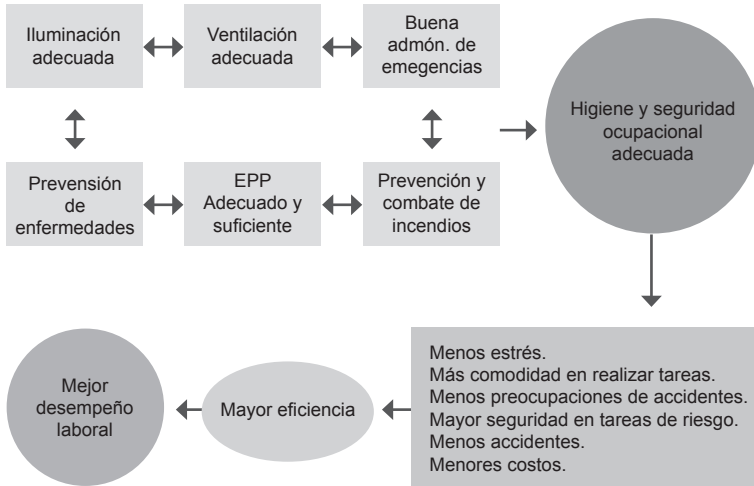 Iluminación
adecuada
Ventilación
adecuada
Buena
admón. de
emegencias
Higiene y seguridad
ocupacional
adecuada
Prevensión
de
enfermedades
EPP
Adecuado y
suficiente
Prevención y
combate de
incendios
Menos estrés.
Más comodidad en realizar tareas.
Menos preocupaciones de accidentes.
Mayor seguridad en tareas de riesgo.
Menos accidentes.
Menores costos.
Mayor eficiencia
Mejor
desempeño
laboral